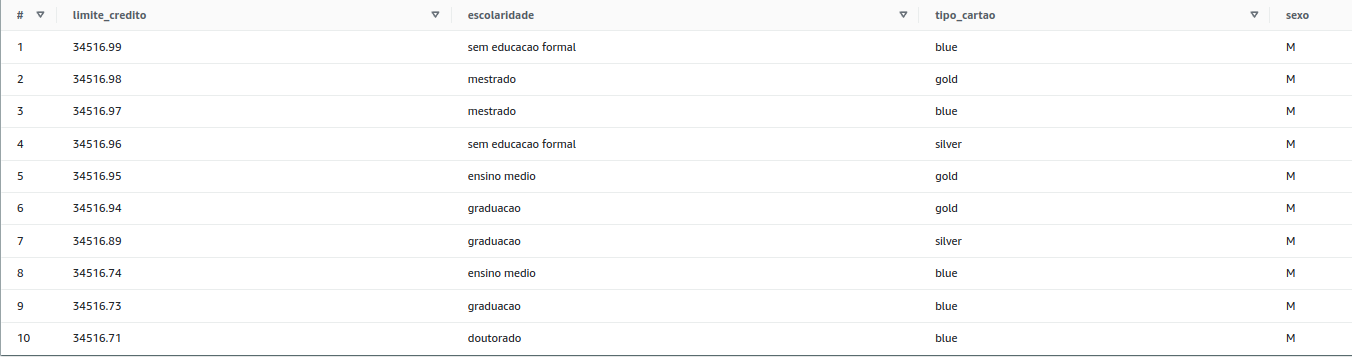 # limite_credito escolaridade tipo_cartao sexo
1 34516.99 sem educacao formal blue M
2 34516.98 mestrado gold M
3 34516.97 mestrado blue M
4 34516.96 sem educacao formal silver M
5 34516.95 ensino medio gold M
6 34516.94 graduacao gold M
7 34516.89 graduacao silver M
8 34516.74 ensino medio blue M
9 34516.73 graduacao blue M
10 34516.71 doutorado blue M